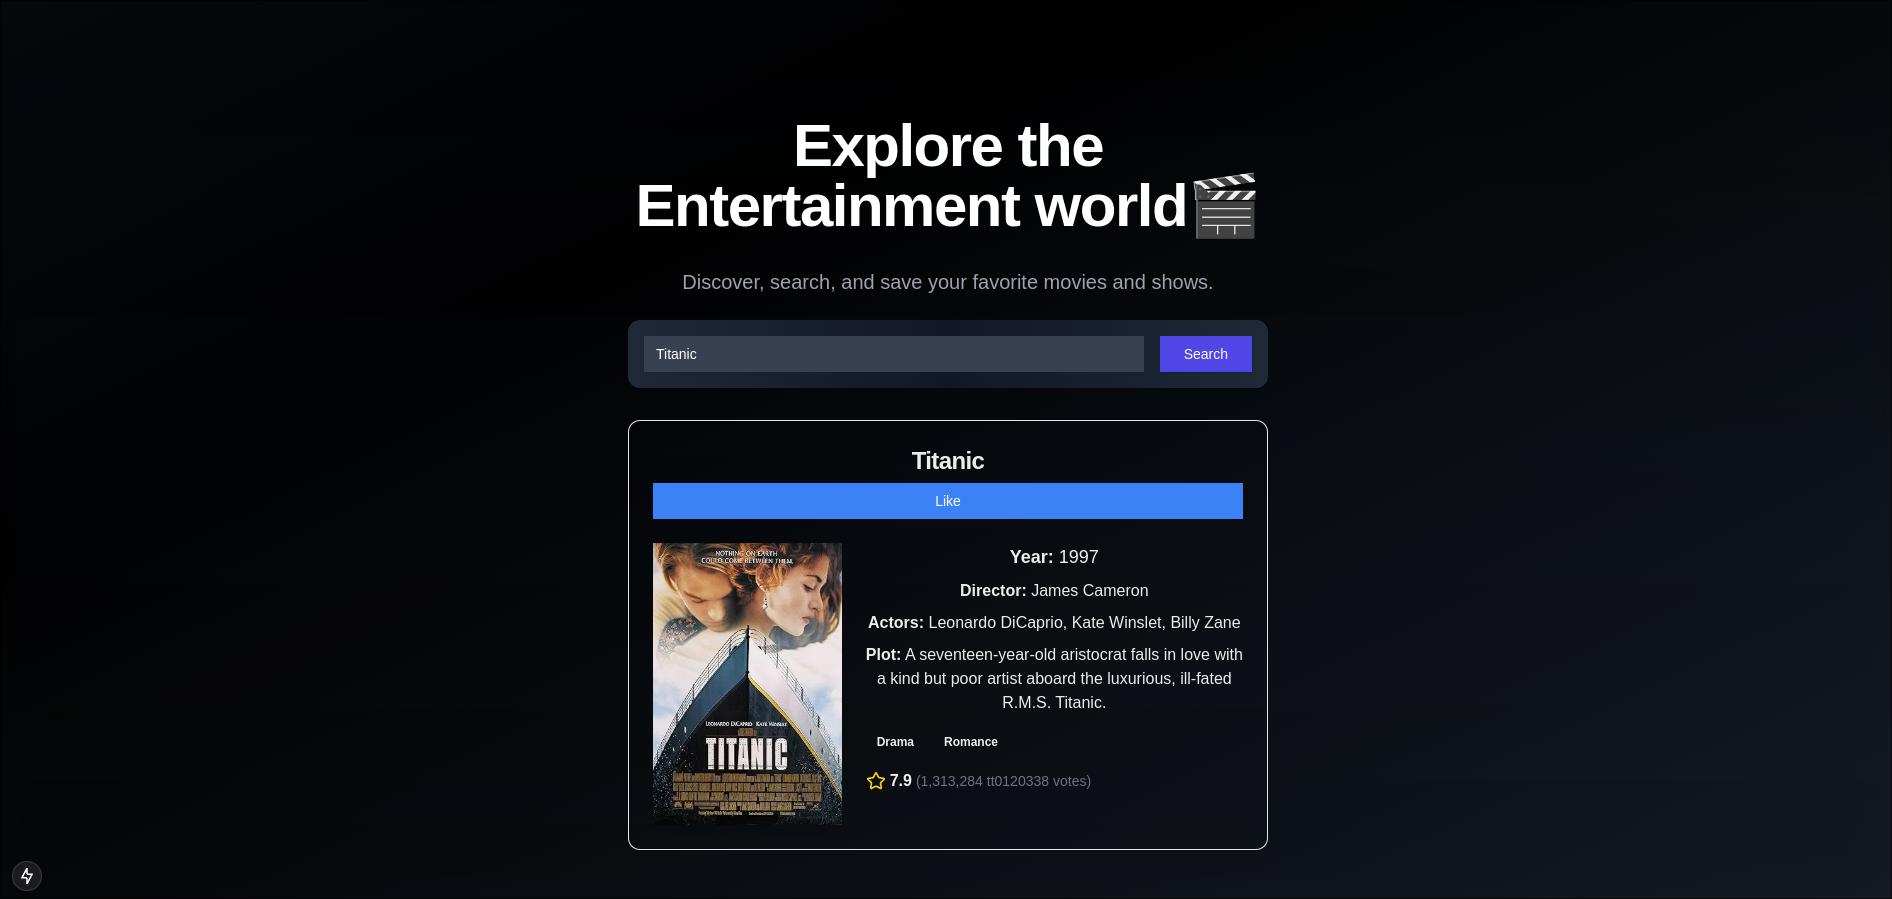 Explore the
Entertainment world
Discover, search, and save your favorite movies and shows.
Titanic
Search
Titanic
Like
NOTHING ON EARTH
COULD COME BETWEEN THEM.
LEONARDO DiCAPRIO KATE WINSLET
TITANIC
Year: 1997
Director: James Cameron
Actors: Leonardo DiCaprio, Kate Winslet, Billy Zane
Plot: A seventeen-year-old aristocrat falls in love with
a kind but poor artist aboard the luxurious, ill-fated
R.M.S. Titanic.
Drama
Romance
7.9 (1,313,284 tt0120338 votes)